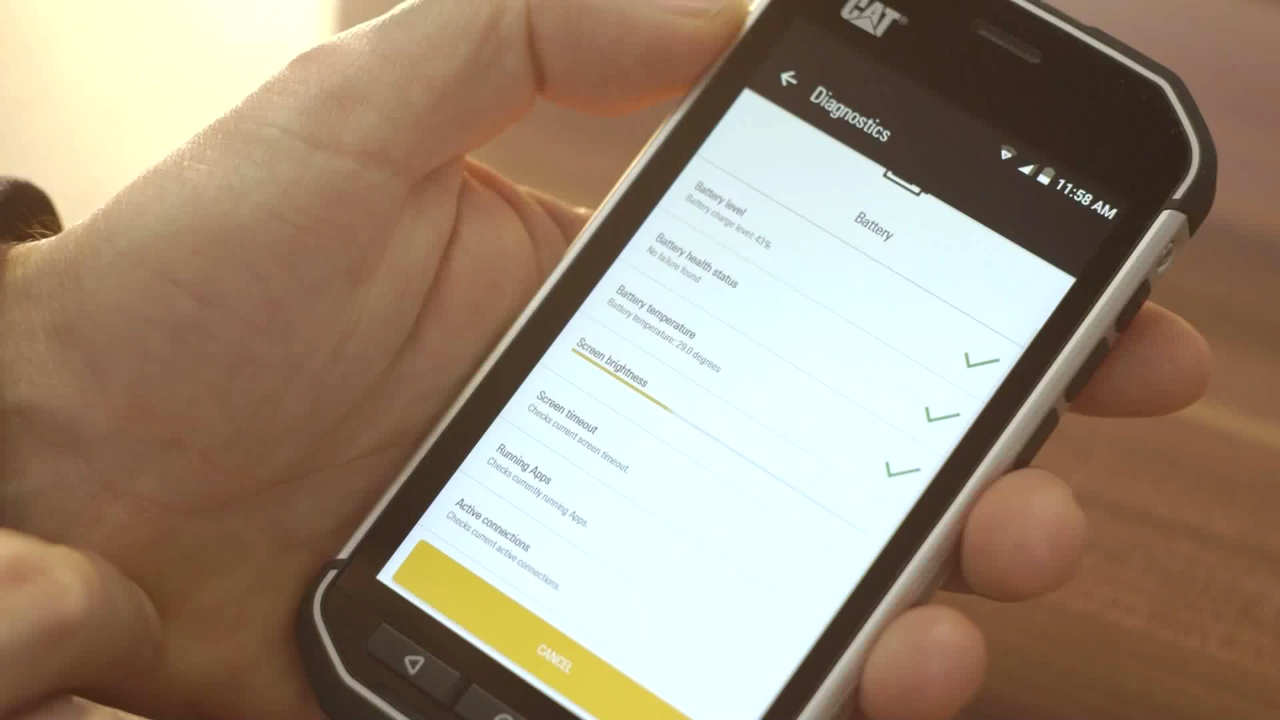 CAT®
Diagnostics
11:58 AM
Battery
Battery level
Battery charge level: 43%
Battery health status
No failure found
Battery temperature
Battery temperature: 29.0 degrees
Screen brightness
Screen timeout
Checks current screen timeout.
Running Apps
Checks currently running Apps.
Active connections
Checks current active connections.
CANCEL